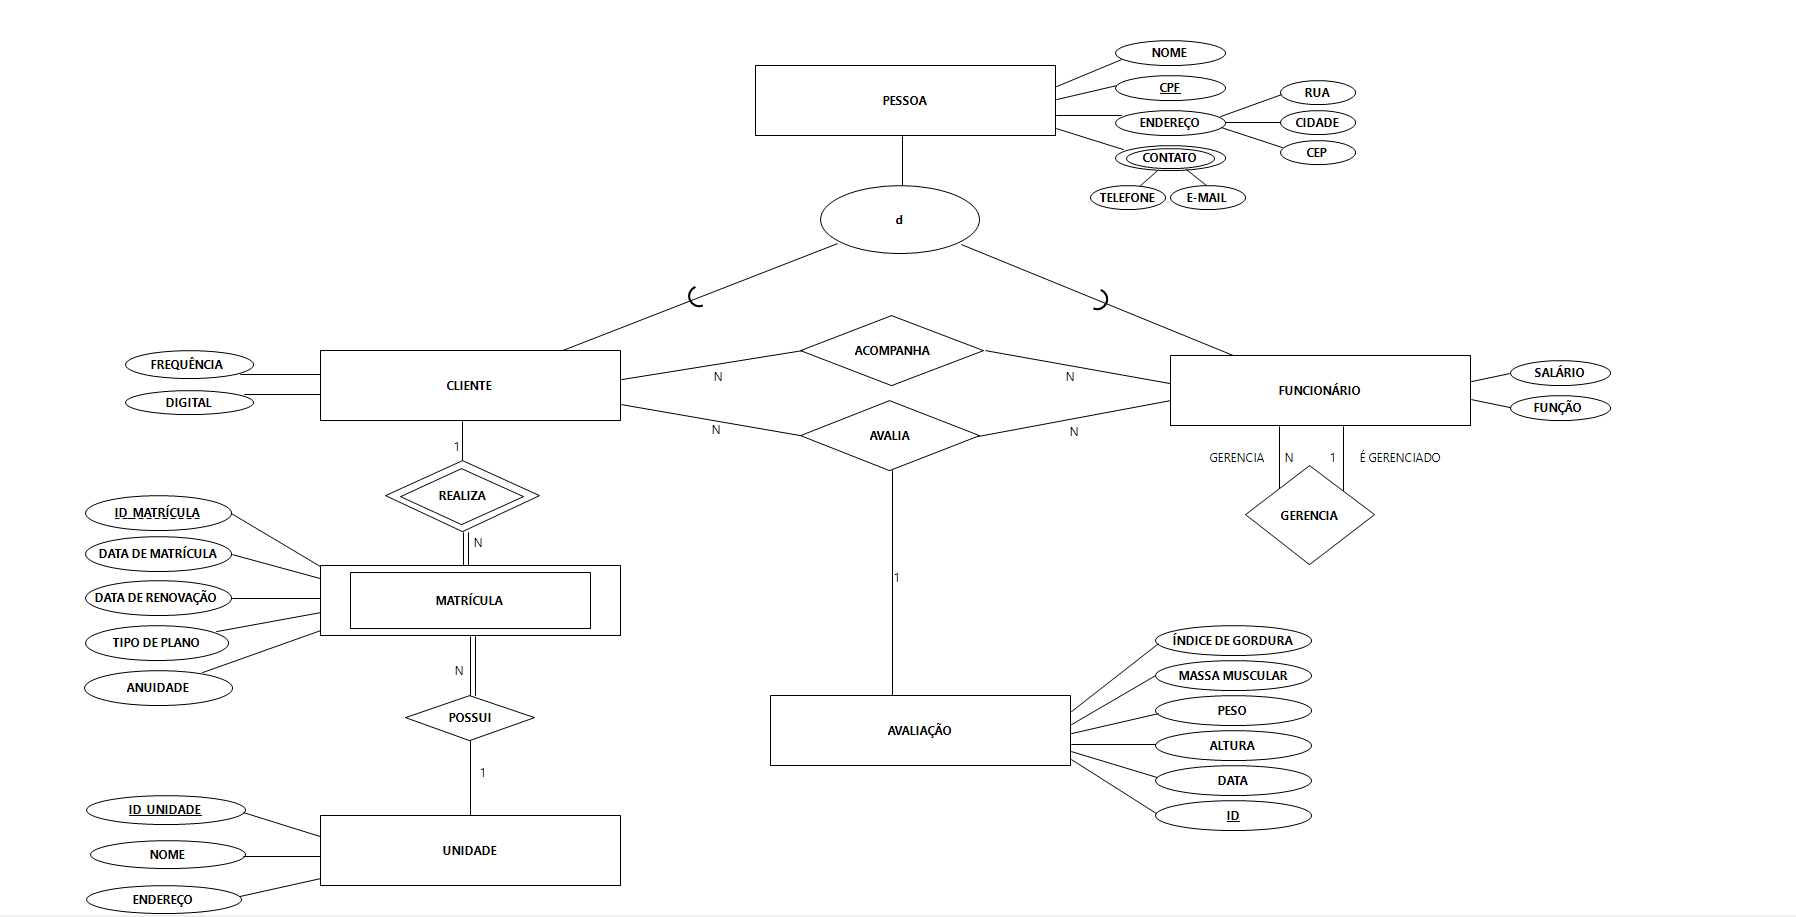 NOME
PESSOA
CPF
ENDEREÇO
RUA
CIDADE
CEP
CONTATO
TELEFONE
E-MAIL
d
FREQUÊNCIA
DIGITAL
CLIENTE
ACOMPANHA
N
N
FUNCIONÁRIO
SALÁRIO
FUNÇÃO
AVALIA
N
N
1
GERENCIA
N
1
É GERENCIADO
GERENCIA
REALIZA
N
ID_MATRÍCULA
DATA DE MATRÍCULA
DATA DE RENOVAÇÃO
TIPO DE PLANO
ANUIDADE
MATRÍCULA
1
N
POSSUI
1
ÍNDICE DE GORDURA
MASSA MUSCULAR
PESO
ALTURA
DATA
ID
AVALIAÇÃO
ID_UNIDADE
NOME
ENDEREÇO
UNIDADE